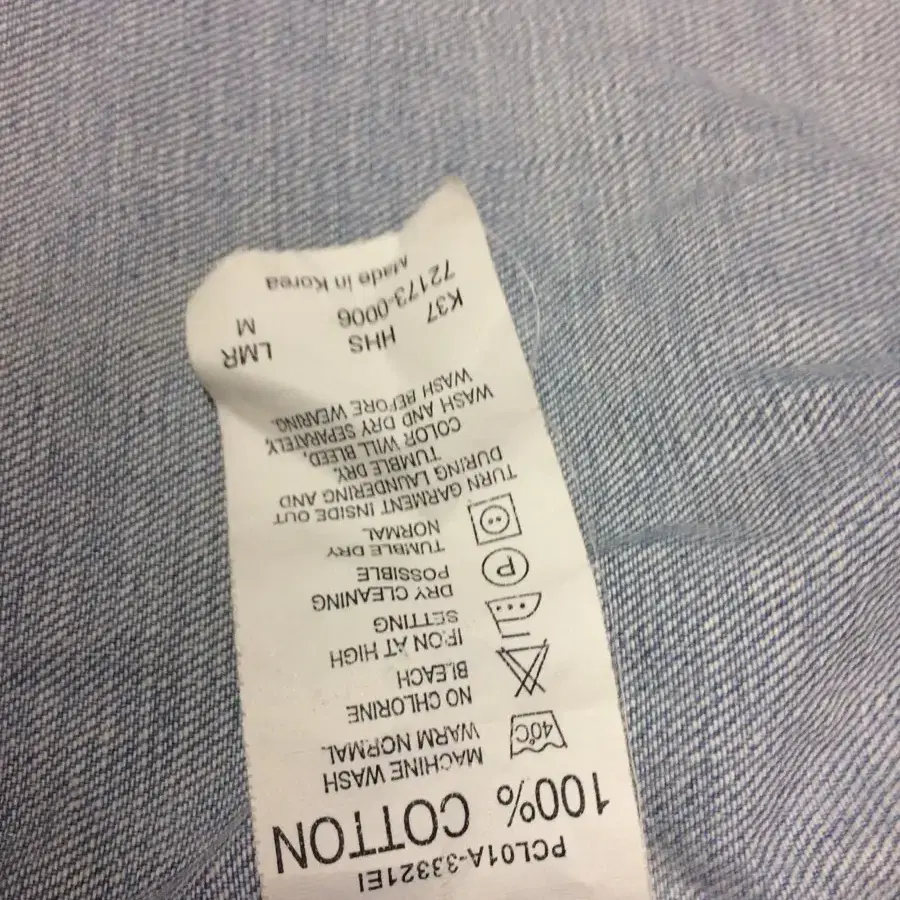 PCL01A-33321EI
100% COTTON
40C
MACHINE WASH
WARM NORMAL
NO CHLORINE
BLEACH
IRON AT HIGH
SETTING
P
DRY CLEANING
POSSIBLE
TUMBLE DRY
NORMAL
TURN GARMENT INSIDE OUT
DURING LAUNDERING AND
TUMBLE DRY.
COLOR WILL BLEED,
WASH AND DRY SEPARATELY,
WASH BEFORE WEARING.
K37 HHS LMR
72173-0006 M
Made in Korea